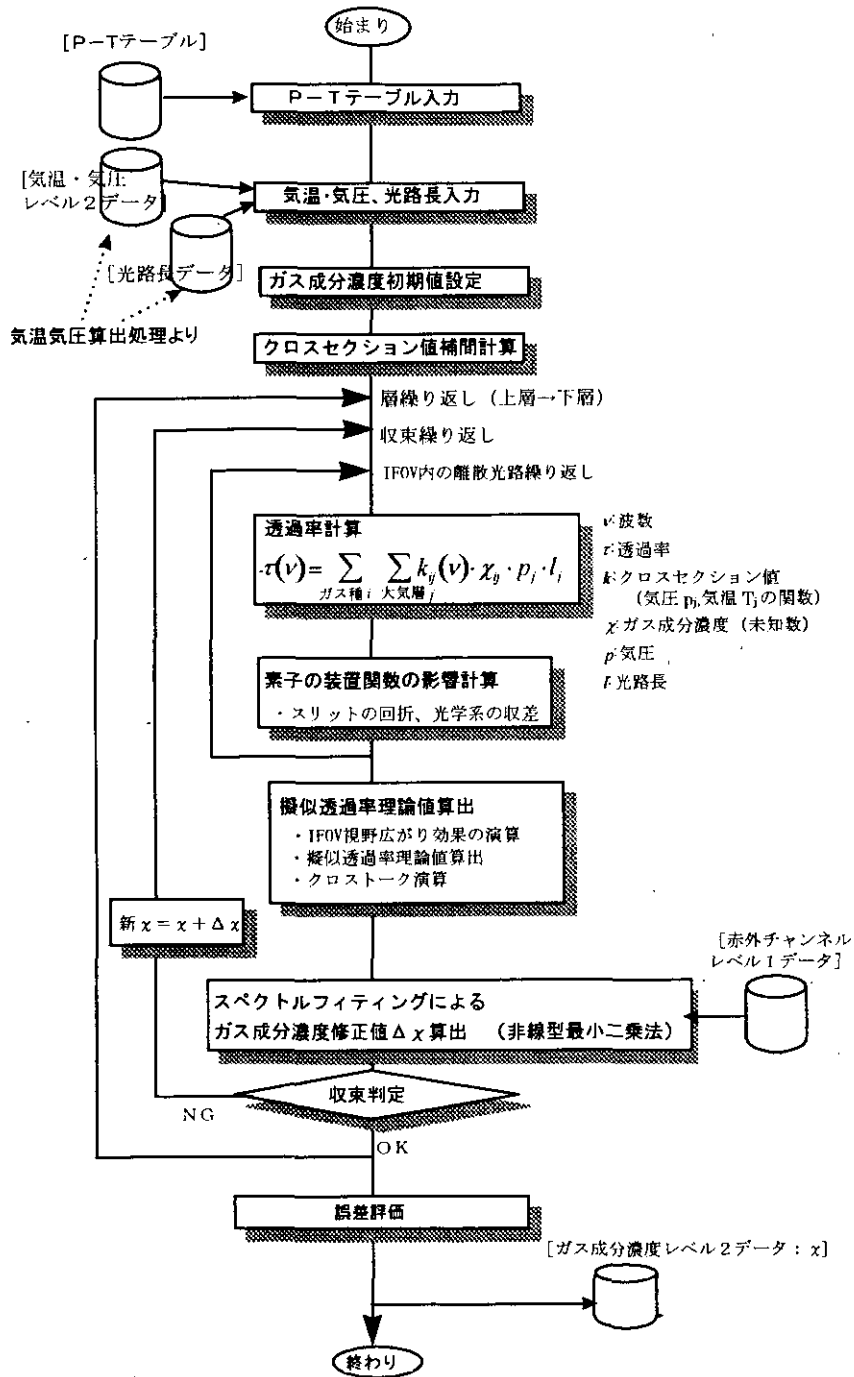 始まり
[P−Tテーブル]
P−Tテーブル入力
[気温・気圧
レベル2データ]
気温・気圧、光路長入力
[光路長データ]
ガス成分濃度初期値設定
気温気圧算出処理より
クロスセクション値補間計算
層繰り返し (上層→下層)
収束繰り返し
IFOV内の離散光路繰り返し
透過率計算
τ(ν) = Σ ガス種 i Σ 大気層 j k_ij(ν)・χ_ij・p_j・l_j
ν:波数
τ:透過率
k:クロスセクション値
(気圧 pj,気温 Tjの関数)
χ:ガス成分濃度 (未知数)
p:気圧
l:光路長
素子の装置関数の影響計算
・スリットの回折、光学系の収差
擬似透過率理論値算出
・IFOV視野広がり効果の演算
・擬似透過率理論値算出
・クロストーク演算
新χ=χ+Δχ
[赤外チャンネル
レベル1データ]
スペクトルフィティングによる
ガス成分濃度修正値Δχ算出 (非線型最小二乗法)
収束判定
NG
OK
誤差評価
[ガス成分濃度レベル2データ: χ]
終わり